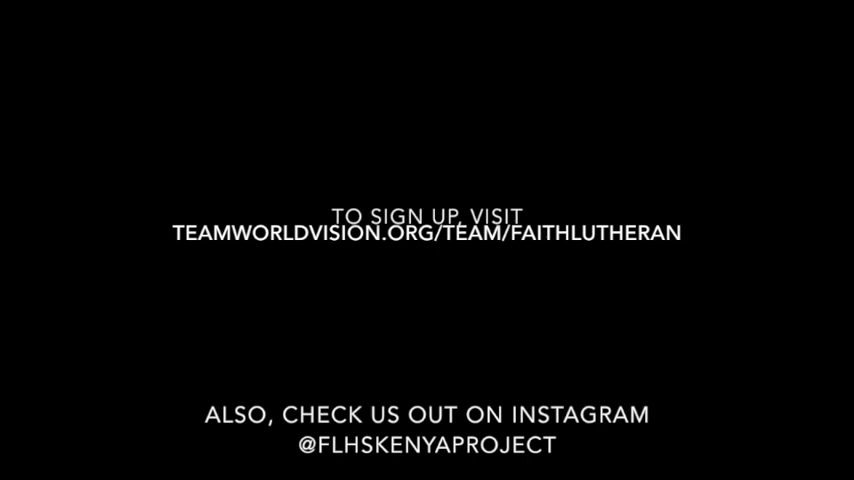 TO SIGN UP, VISIT
TEAMWORLDVISION.ORG/TEAM/FAITHLUTHERAN
ALSO, CHECK US OUT ON INSTAGRAM
@FLHSKENYAPROJECT